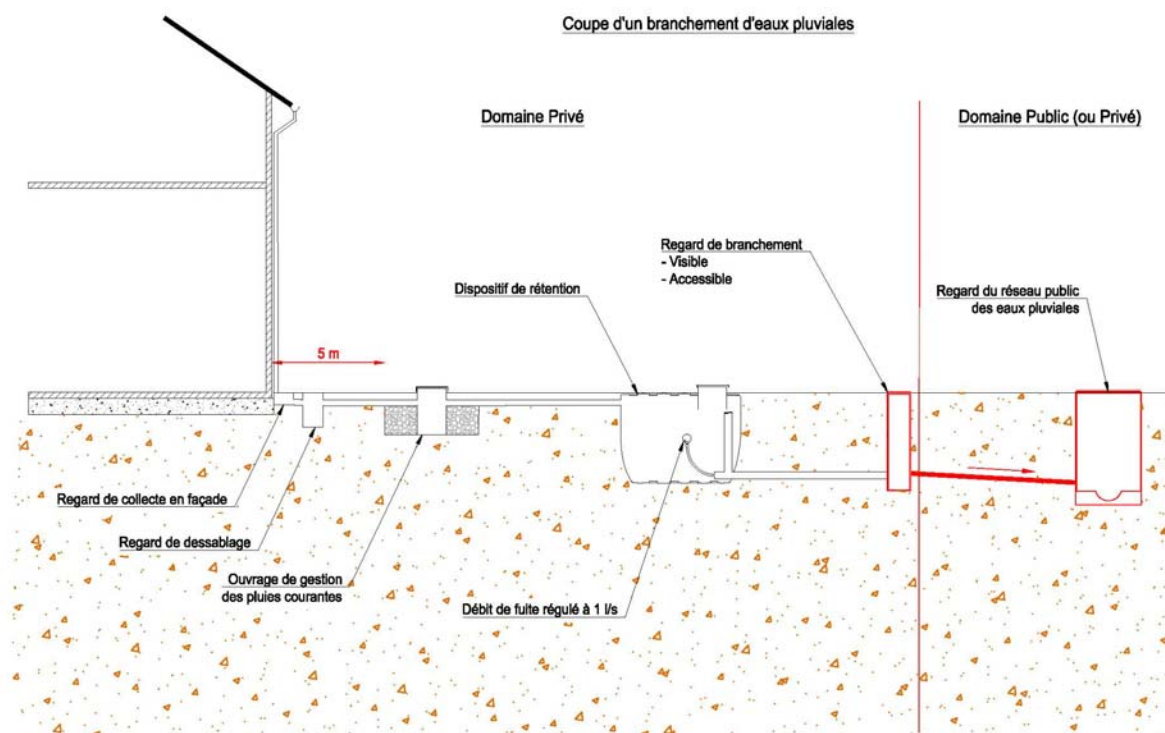 Coupe d'un branchement d'eaux pluviales
Domaine Privé
Domaine Public (ou Privé)
Regard de branchement
- Visible
- Accessible
Dispositif de rétention
Regard du réseau public
des eaux pluviales
5 m
Regard de collecte en façade
Regard de dessablage
Ouvrage de gestion
des pluies courantes
Débit de fuite régulé à 1 l/s